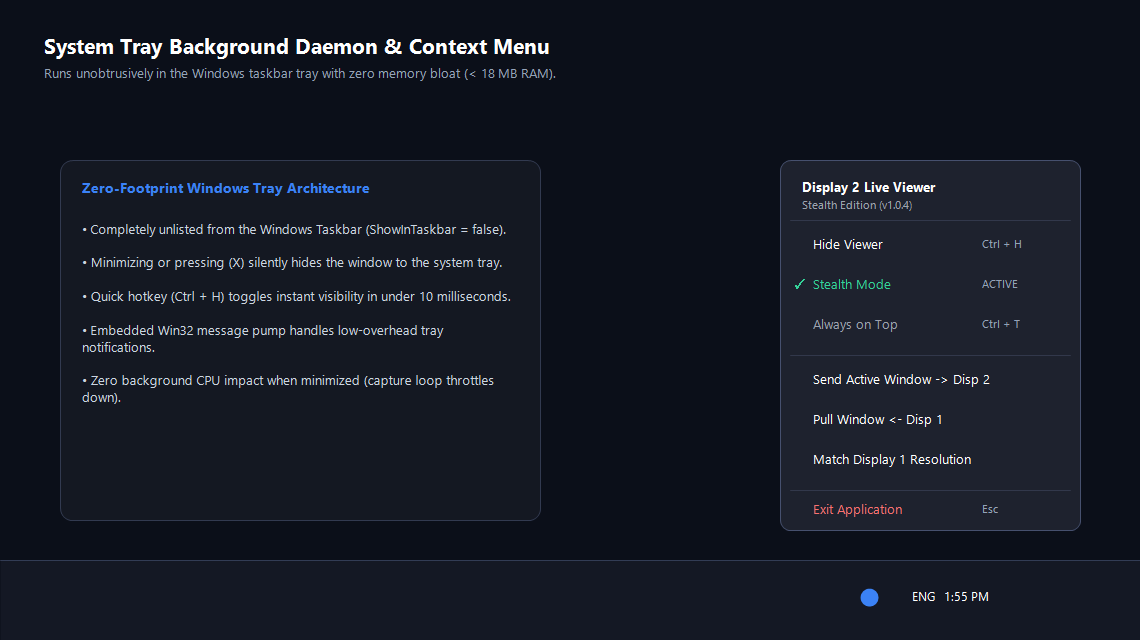 System Tray Background Daemon & Context Menu
Runs unobtrusively in the Windows taskbar tray with zero memory bloat (< 18 MB RAM).
Zero-Footprint Windows Tray Architecture
• Completely unlisted from the Windows Taskbar (ShowInTaskbar = false).
• Minimizing or pressing (X) silently hides the window to the system tray.
• Quick hotkey (Ctrl + H) toggles instant visibility in under 10 milliseconds.
• Embedded Win32 message pump handles low-overhead tray
notifications.
• Zero background CPU impact when minimized (capture loop throttles
down).
Display 2 Live Viewer
Stealth Edition (v1.0.4)
Hide Viewer Ctrl + H
✓ Stealth Mode ACTIVE
Always on Top Ctrl + T
Send Active Window -> Disp 2
Pull Window <- Disp 1
Match Display 1 Resolution
Exit Application Esc
ENG 1:55 PM